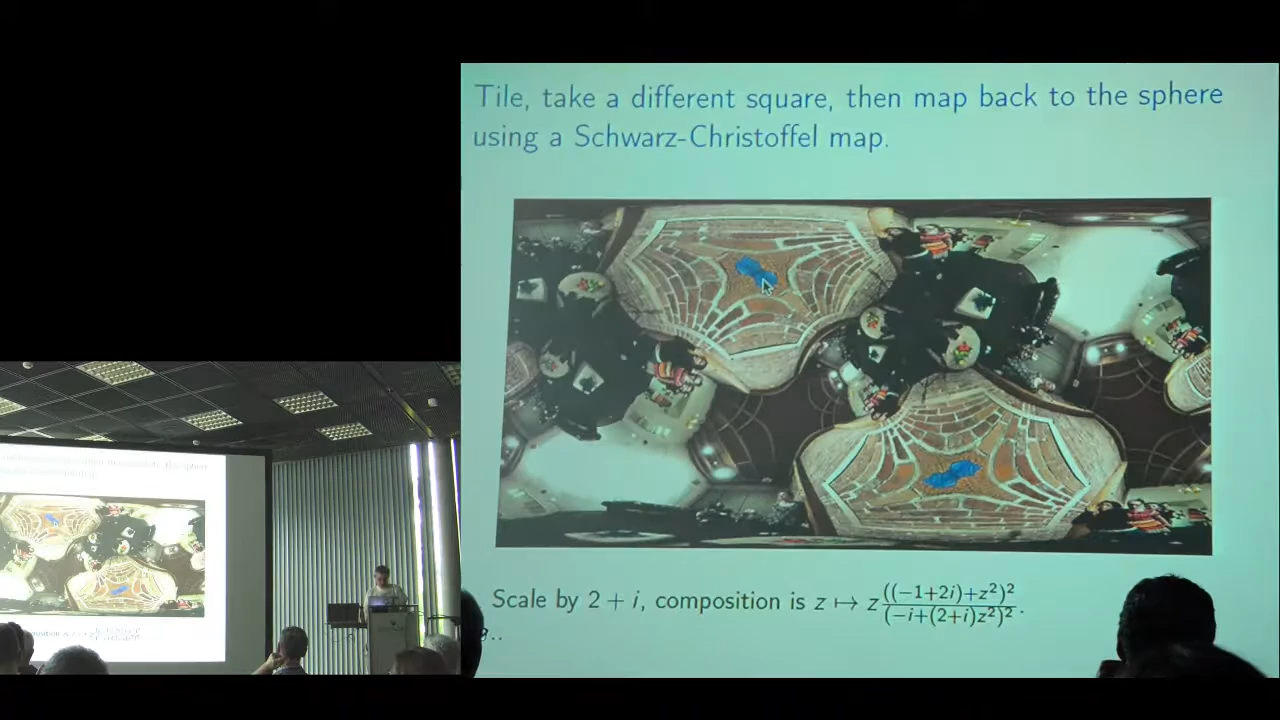 Tile, take a different square, then map back to the sphere
using a Schwarz-Christoffel map.
Scale by 2 + i, composition is z ↦ z ((−1+2i)+z²)² / (−i+(2+i)z²)² .